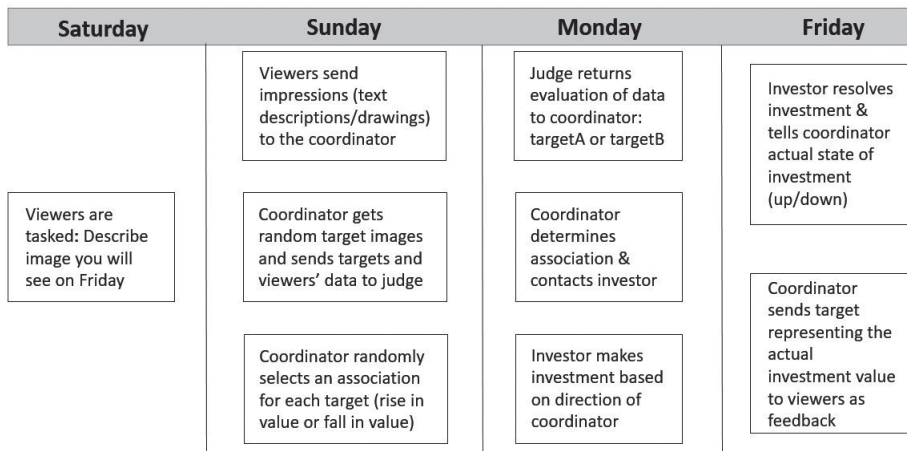 Saturday
Sunday
Monday
Friday
Viewers are
tasked: Describe
image you will
see on Friday
Viewers send
impressions (text
descriptions/drawings)
to the coordinator
Coordinator gets
random target images
and sends targets and
viewers’ data to judge
Coordinator randomly
selects an association
for each target (rise in
value or fall in value)
Judge returns
evaluation of data
to coordinator:
targetA or targetB
Coordinator
determines
association &
contacts investor
Investor makes
investment based
on direction of
coordinator
Investor resolves
investment &
tells coordinator
actual state of
investment
(up/down)
Coordinator
sends target
representing the
actual
investment value
to viewers as
feedback